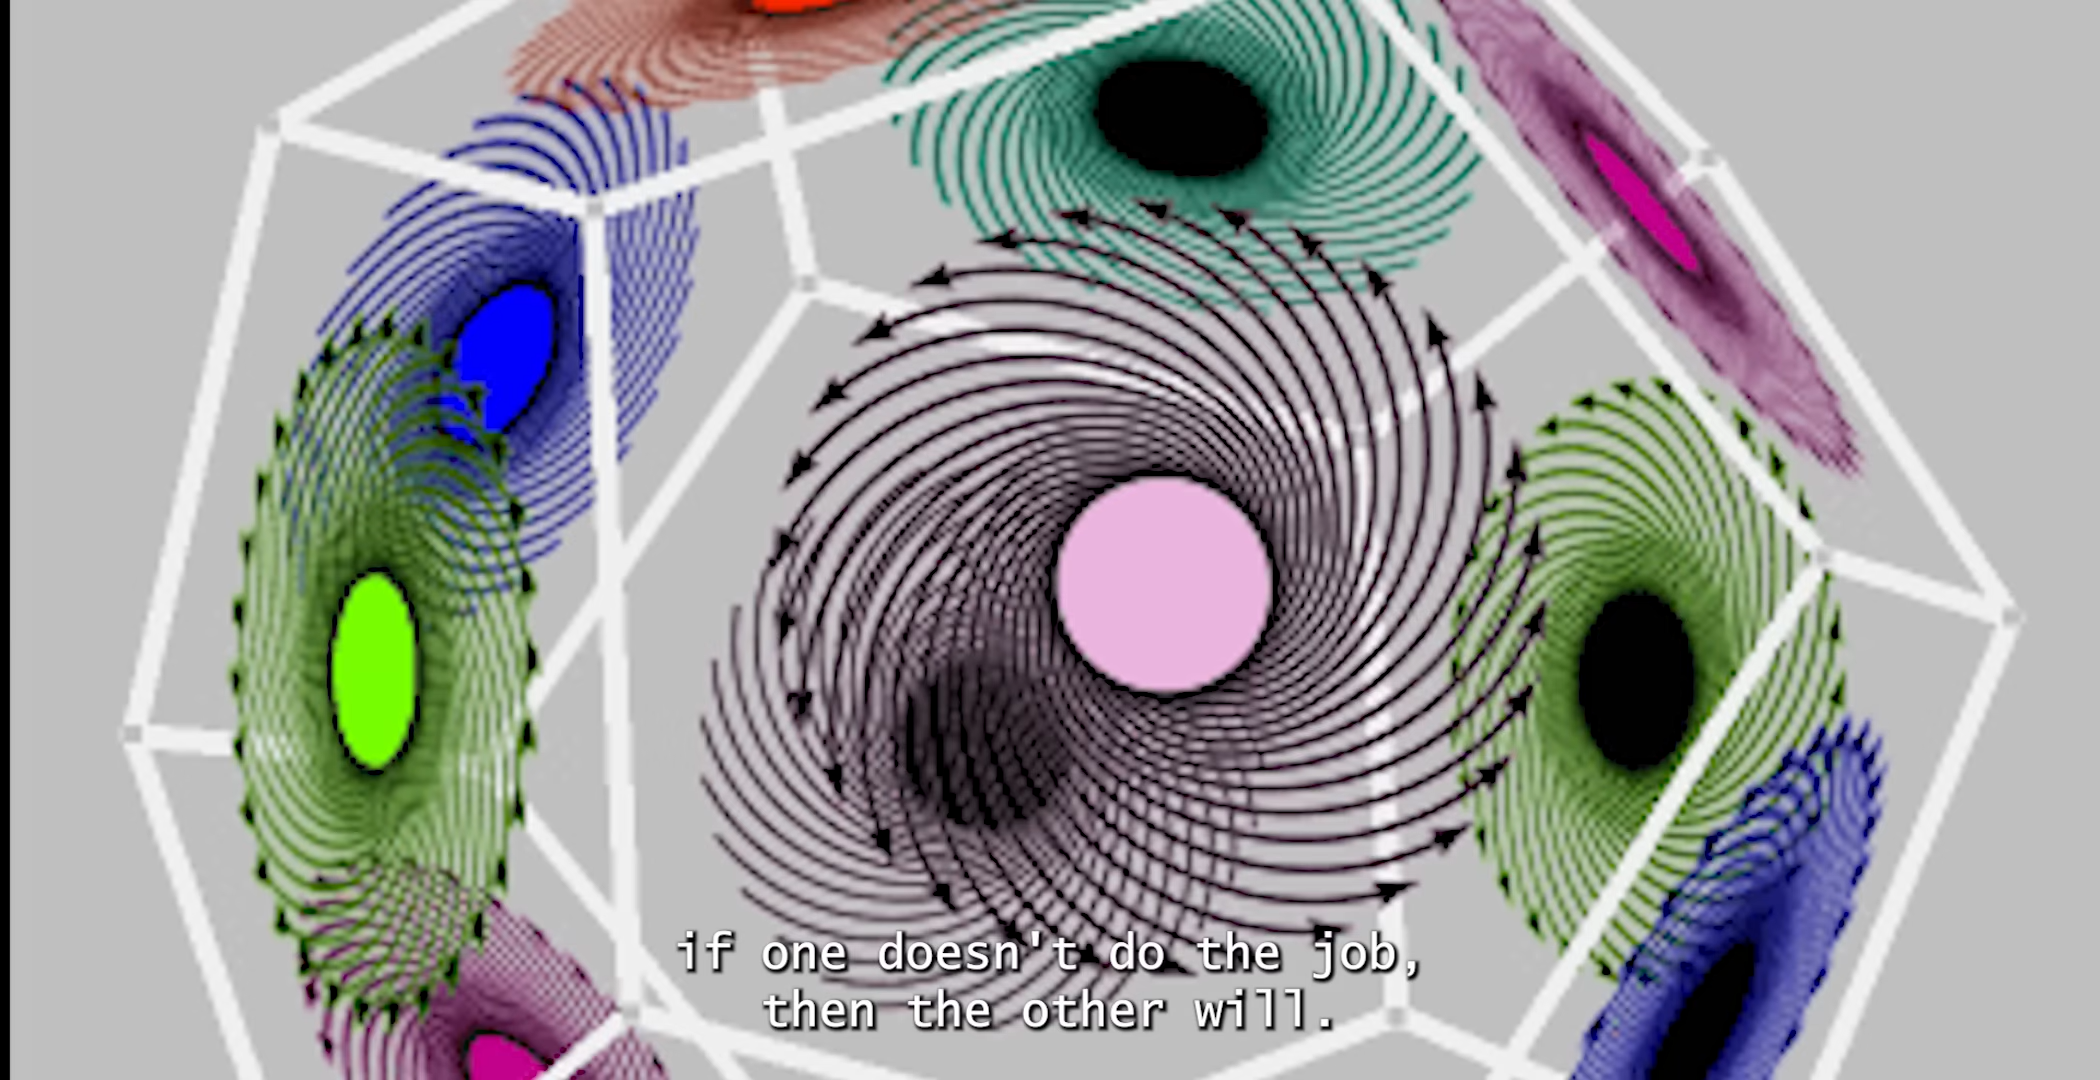 if one doesn't do the job,
then the other will.